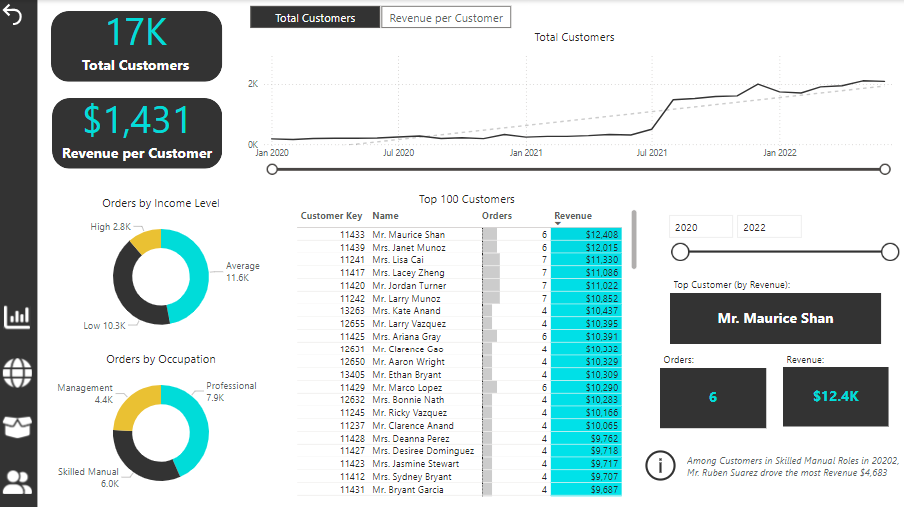 17K
Total Customers
$1,431
Revenue per Customer
Total Customers
Revenue per Customer
Total Customers
2K
0K
Jan 2020
Jul 2020
Jan 2021
Jul 2021
Jan 2022
Orders by Income Level
High 2.8K
Average
11.6K
Low 10.3K
Orders by Occupation
Management
4.4K
Professional
7.9K
Skilled Manual
6.0K
Top 100 Customers
Customer Key Name Orders Revenue
11433 Mr. Maurice Shan 6 $12,408
11439 Mrs. Janet Munoz 6 $12,015
11241 Mrs. Lisa Cai 7 $11,330
11417 Mrs. Lacey Zheng 7 $11,086
11420 Mr. Jordan Turner 7 $11,022
11242 Mr. Larry Munoz 7 $10,852
13263 Mrs. Kate Anand 4 $10,437
12655 Mr. Larry Vazquez 4 $10,395
11425 Mrs. Ariana Gray 6 $10,391
12631 Mr. Clarence Gao 4 $10,332
12650 Mr. Aaron Wright 4 $10,329
13405 Mr. Ethan Bryant 4 $10,309
11429 Mr. Marco Lopez 6 $10,290
12632 Mrs. Bonnie Nath 4 $10,283
11245 Mr. Ricky Vazquez 4 $10,166
11237 Mr. Clarence Anand 4 $10,065
11428 Mrs. Deanna Perez 4 $9,762
11427 Mrs. Desiree Dominguez 4 $9,718
11423 Mrs. Jasmine Stewart 4 $9,717
11412 Mrs. Sydney Bryant 4 $9,707
11431 Mr. Bryant Garcia 4 $9,687
2020
2022
Top Customer (by Revenue):
Mr. Maurice Shan
Orders:
Revenue:
6
$12.4K
Among Customers in Skilled Manual Roles in 20202,
Mr. Ruben Suarez drove the most Revenue $4,683